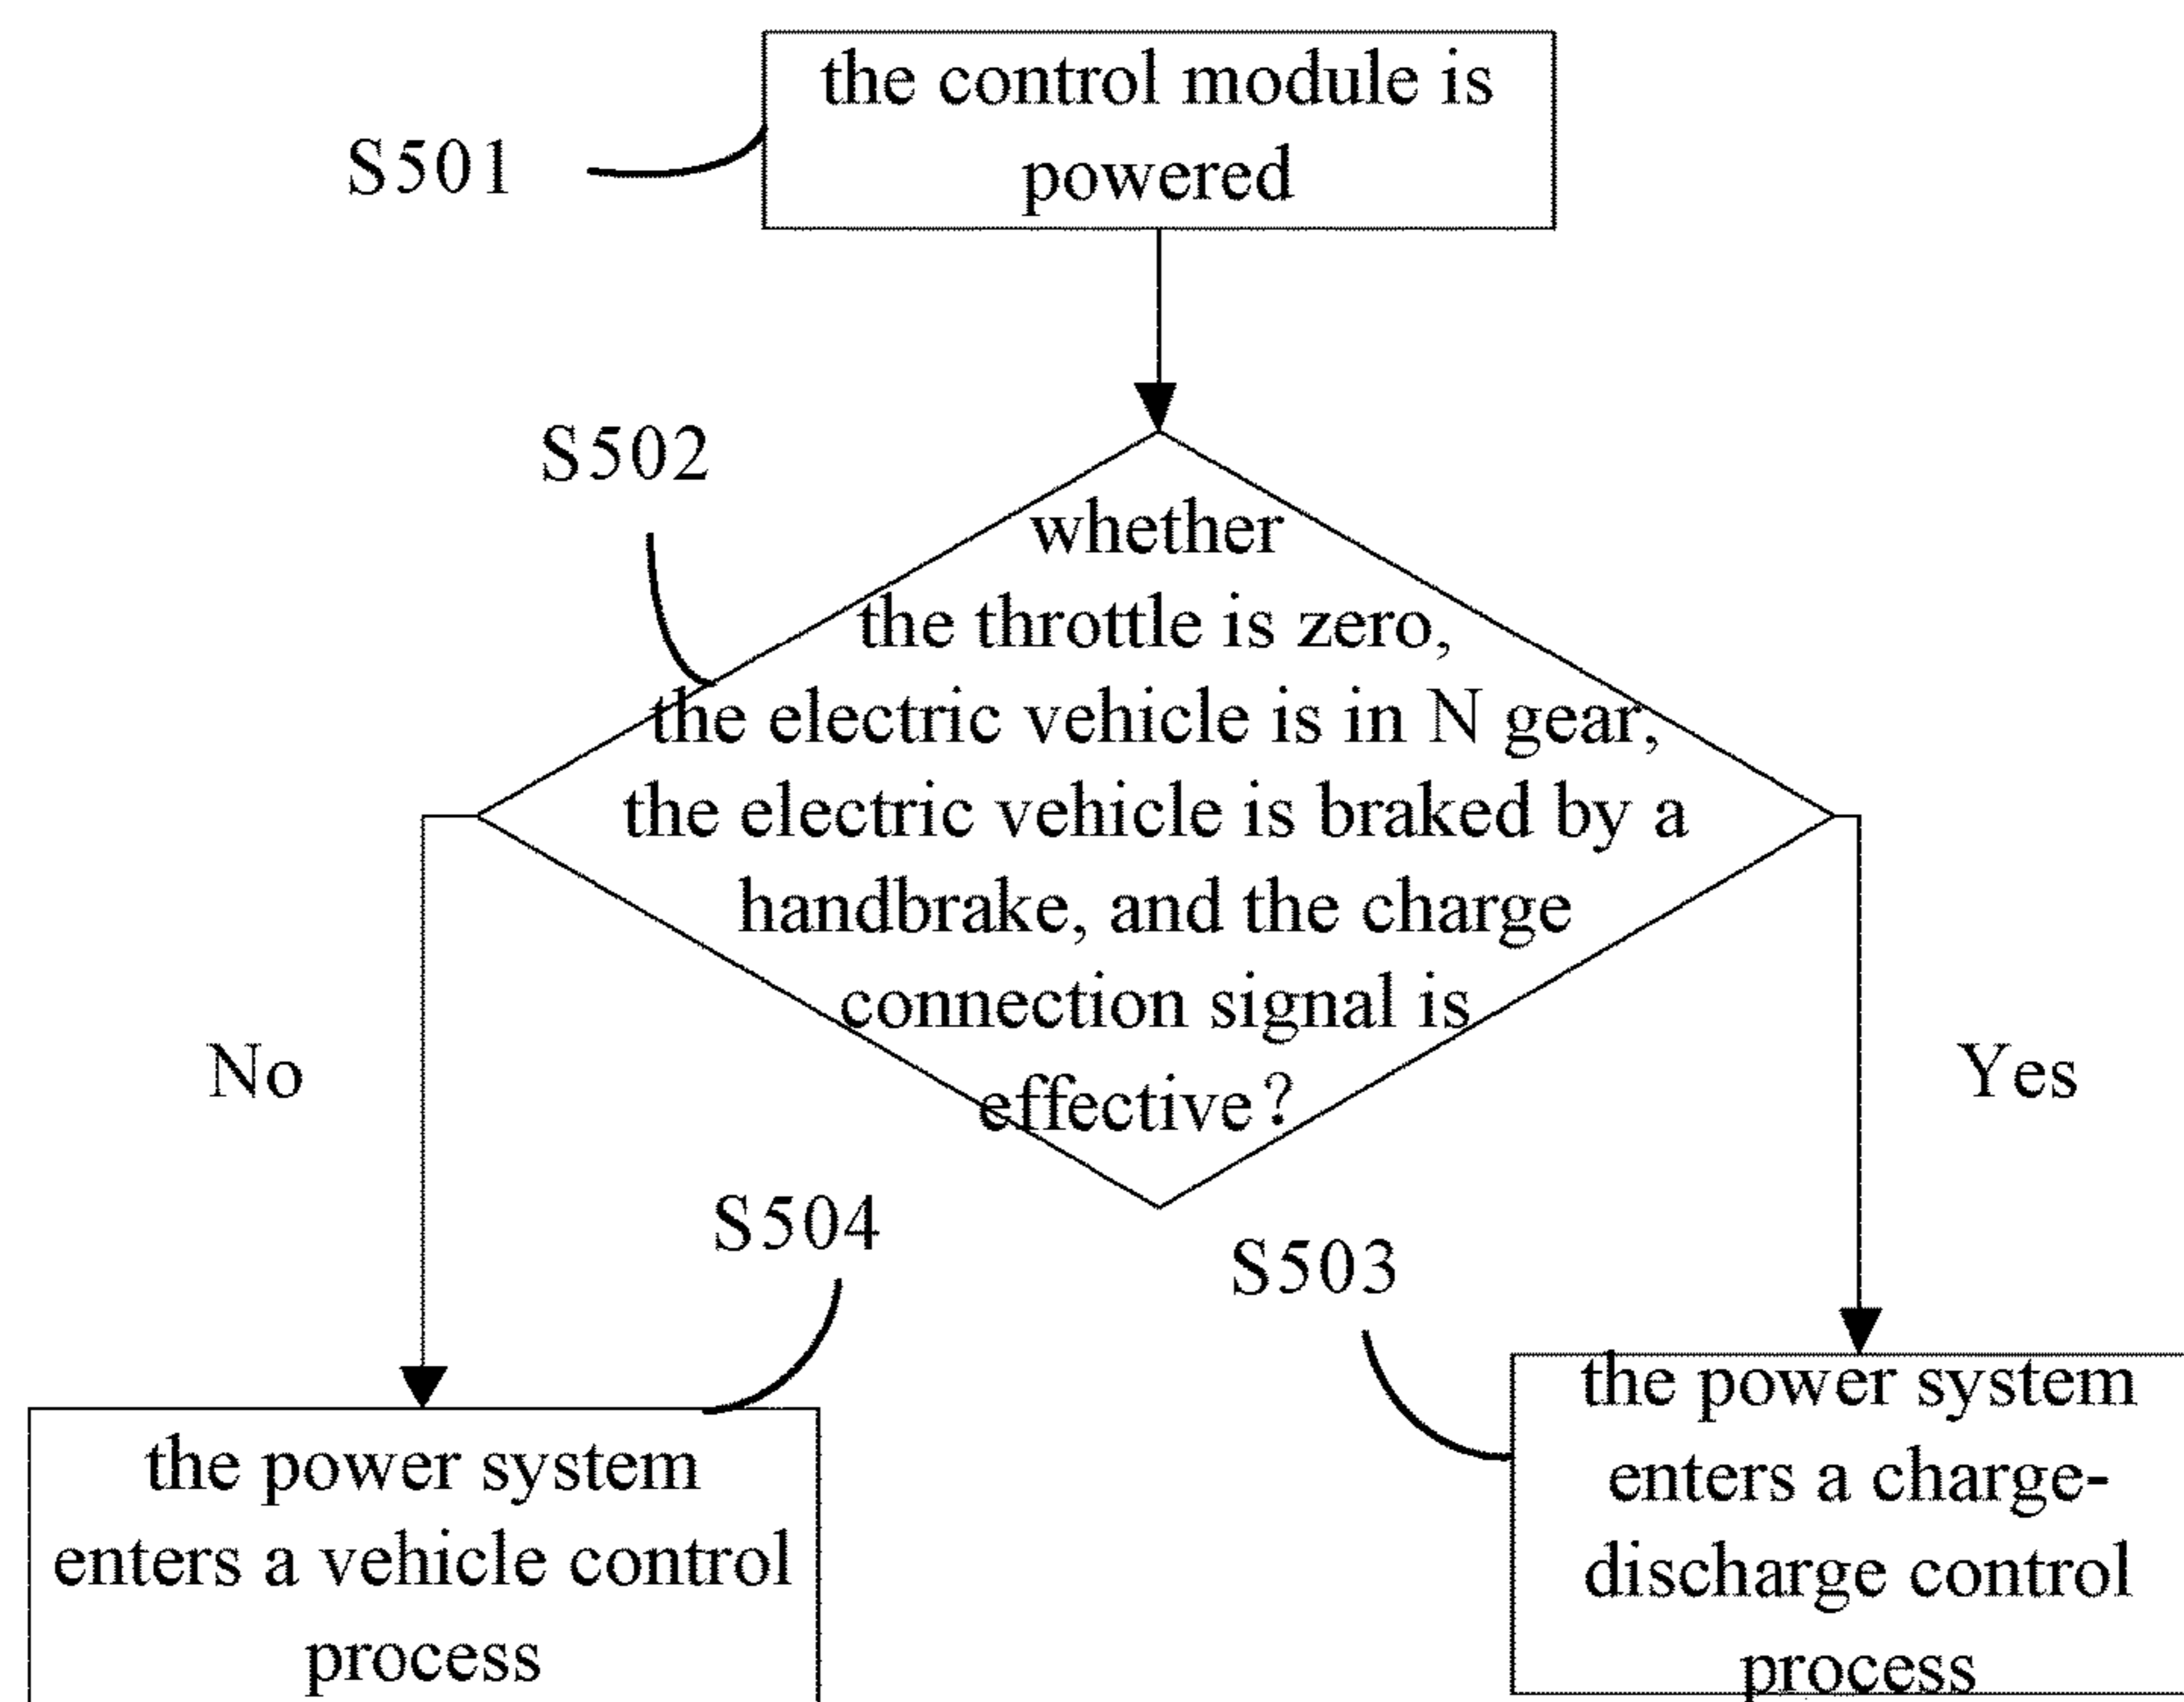 the control module is
powered
S501
S502
whether
the throttle is zero,
the electric vehicle is in N gear,
the electric vehicle is braked by a
handbrake, and the charge
connection signal is
effective?
No
Yes
S504
S503
the power system
enters a vehicle control
process
the power system
enters a charge-
discharge control
process